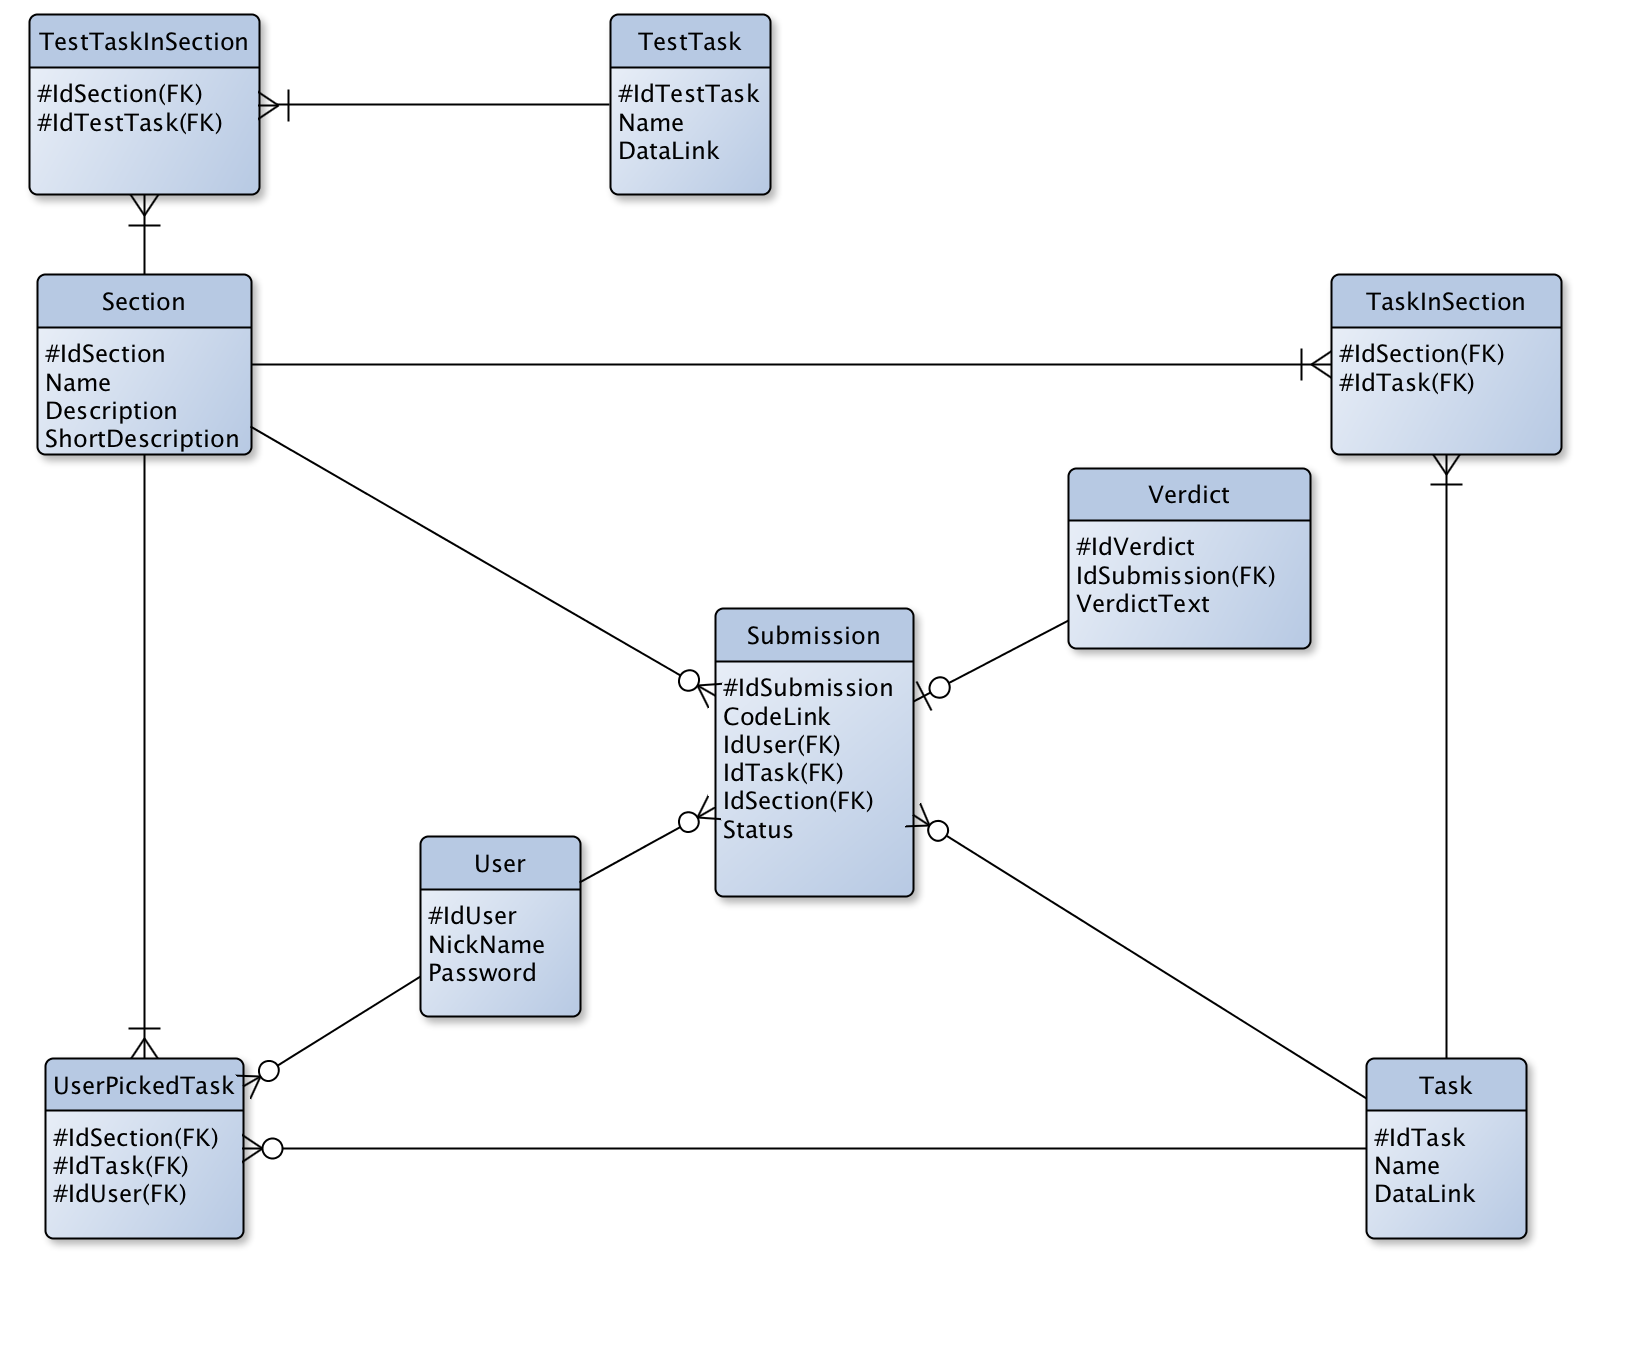 TestTaskInSection
#IdSection(FK)
#IdTestTask(FK)
TestTask
#IdTestTask
Name
DataLink
Section
#IdSection
Name
Description
ShortDescription
TaskInSection
#IdSection(FK)
#IdTask(FK)
Verdict
#IdVerdict
IdSubmission(FK)
VerdictText
Submission
#IdSubmission
CodeLink
IdUser(FK)
IdTask(FK)
IdSection(FK)
Status
User
#IdUser
NickName
Password
UserPickedTask
#IdSection(FK)
#IdTask(FK)
#IdUser(FK)
Task
#IdTask
Name
DataLink